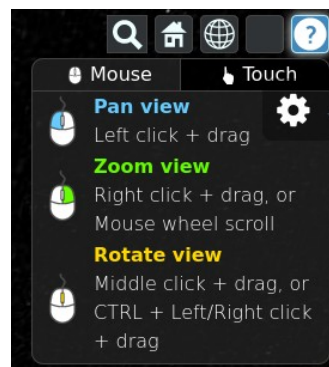 ?
Mouse Touch
Pan view
Left click + drag
Zoom view
Right click + drag, or
Mouse wheel scroll
Rotate view
Middle click + drag, or
CTRL + Left/Right click
+ drag